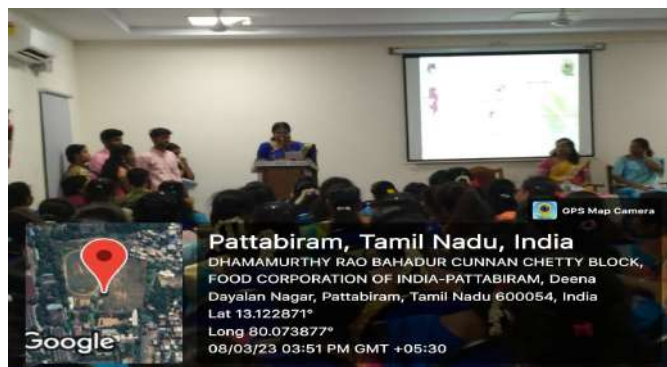 GPS Map Camera
Pattabiram, Tamil Nadu, India
DHAMAMURTHY RAO BAHADUR CUNNAN CHETTY BLOCK,
FOOD CORPORATION OF INDIA-PATTABIRAM, Deena
Dayalan Nagar, Pattabiram, Tamil Nadu 600054, India
Lat 13.122871°
Long 80.073877°
08/03/23 03:51 PM GMT +05:30
Google